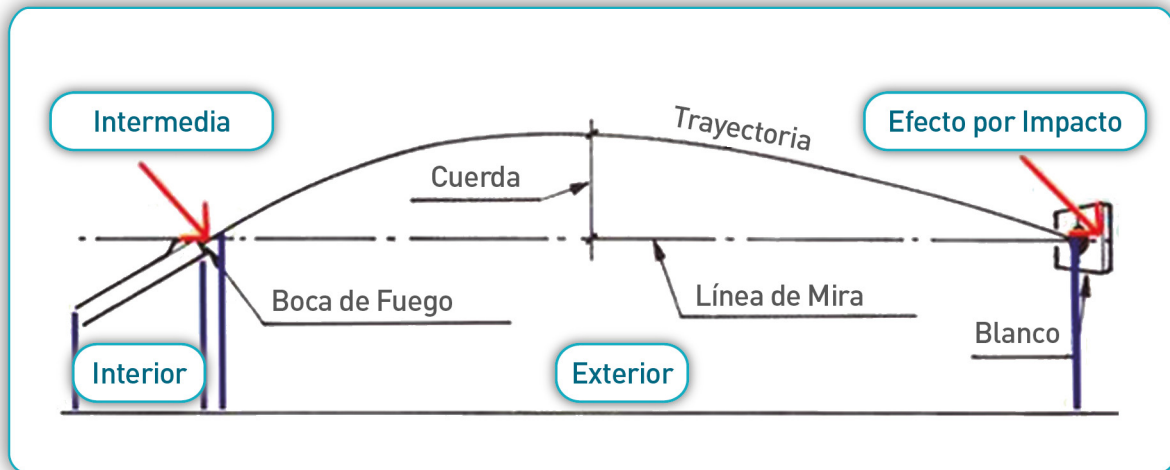 Intermedia
Efecto por Impacto
Trayectoria
Cuerda
Boca de Fuego
Línea de Mira
Blanco
Interior
Exterior